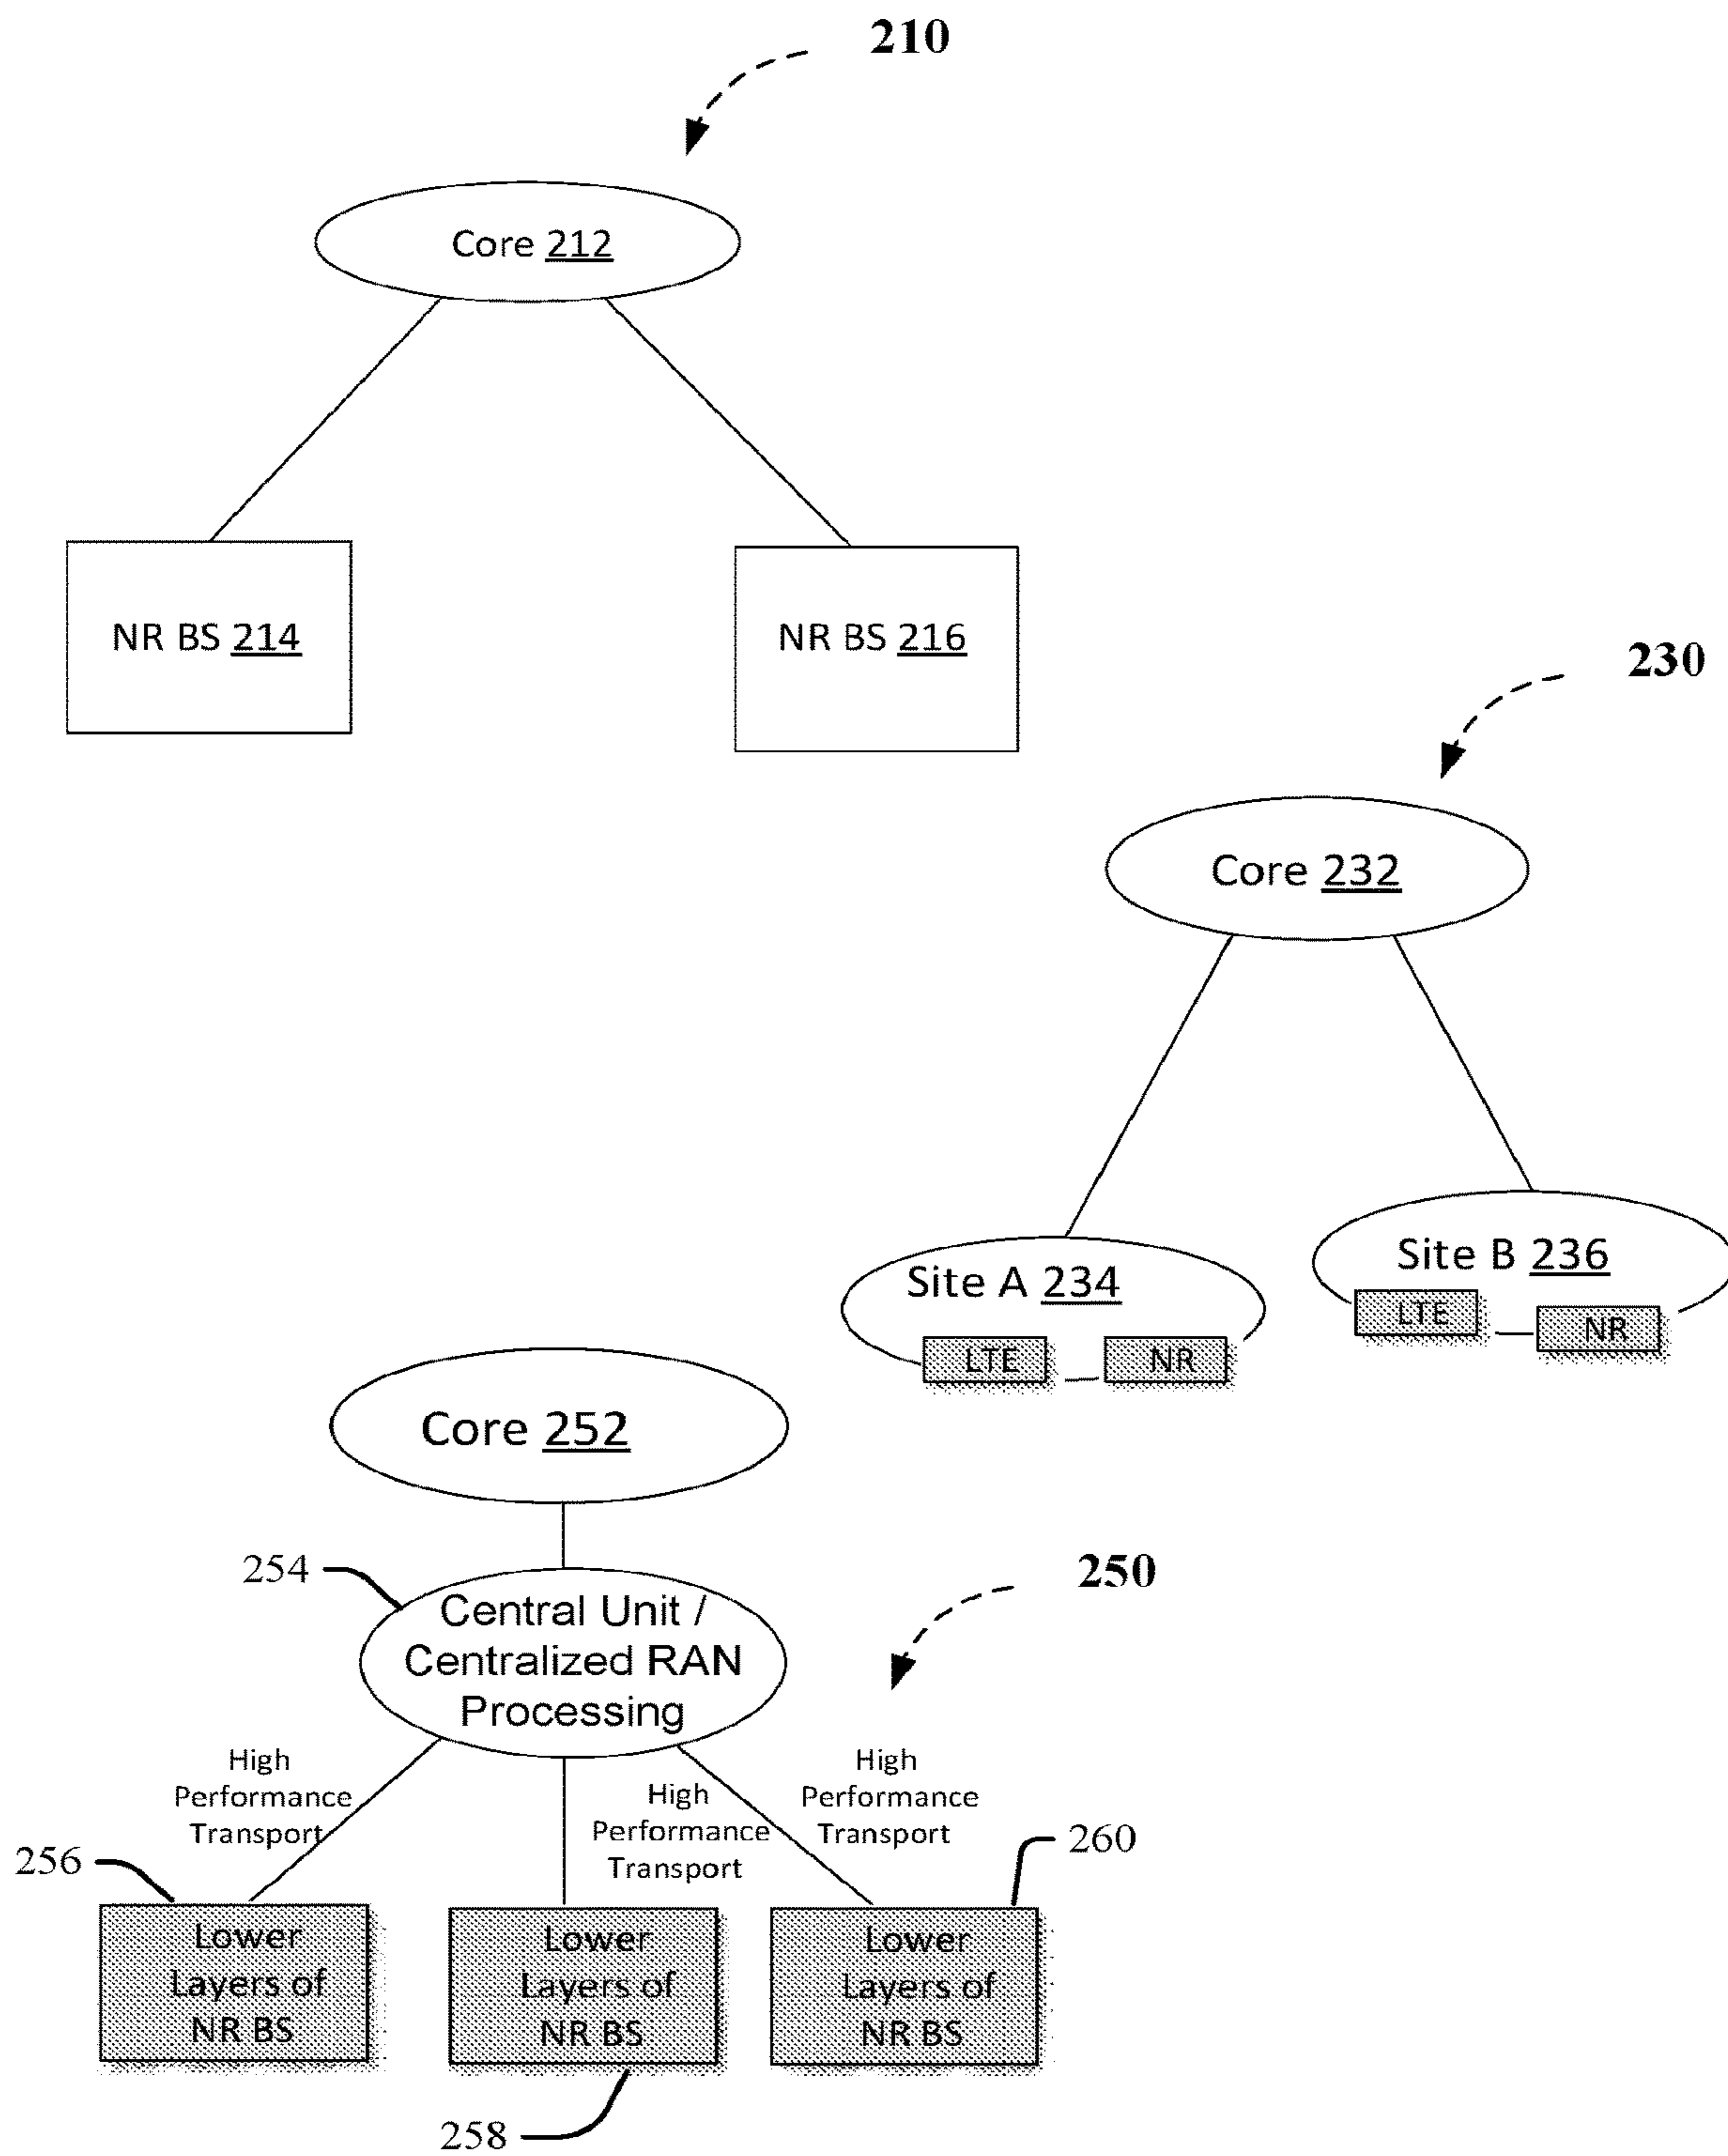 210
Core 212
NR BS 214
NR BS 216
230
Core 232
Site A 234
LTE
NR
Site B 236
LTE
NR
Core 252
254
250
Central Unit /
Centralized RAN
Processing
High
Performance
Transport
High
Performance
Transport
High
Performance
Transport
256
260
Lower
Layers of
NR BS
Lower
Layers of
NR BS
Lower
Layers of
NR BS
258